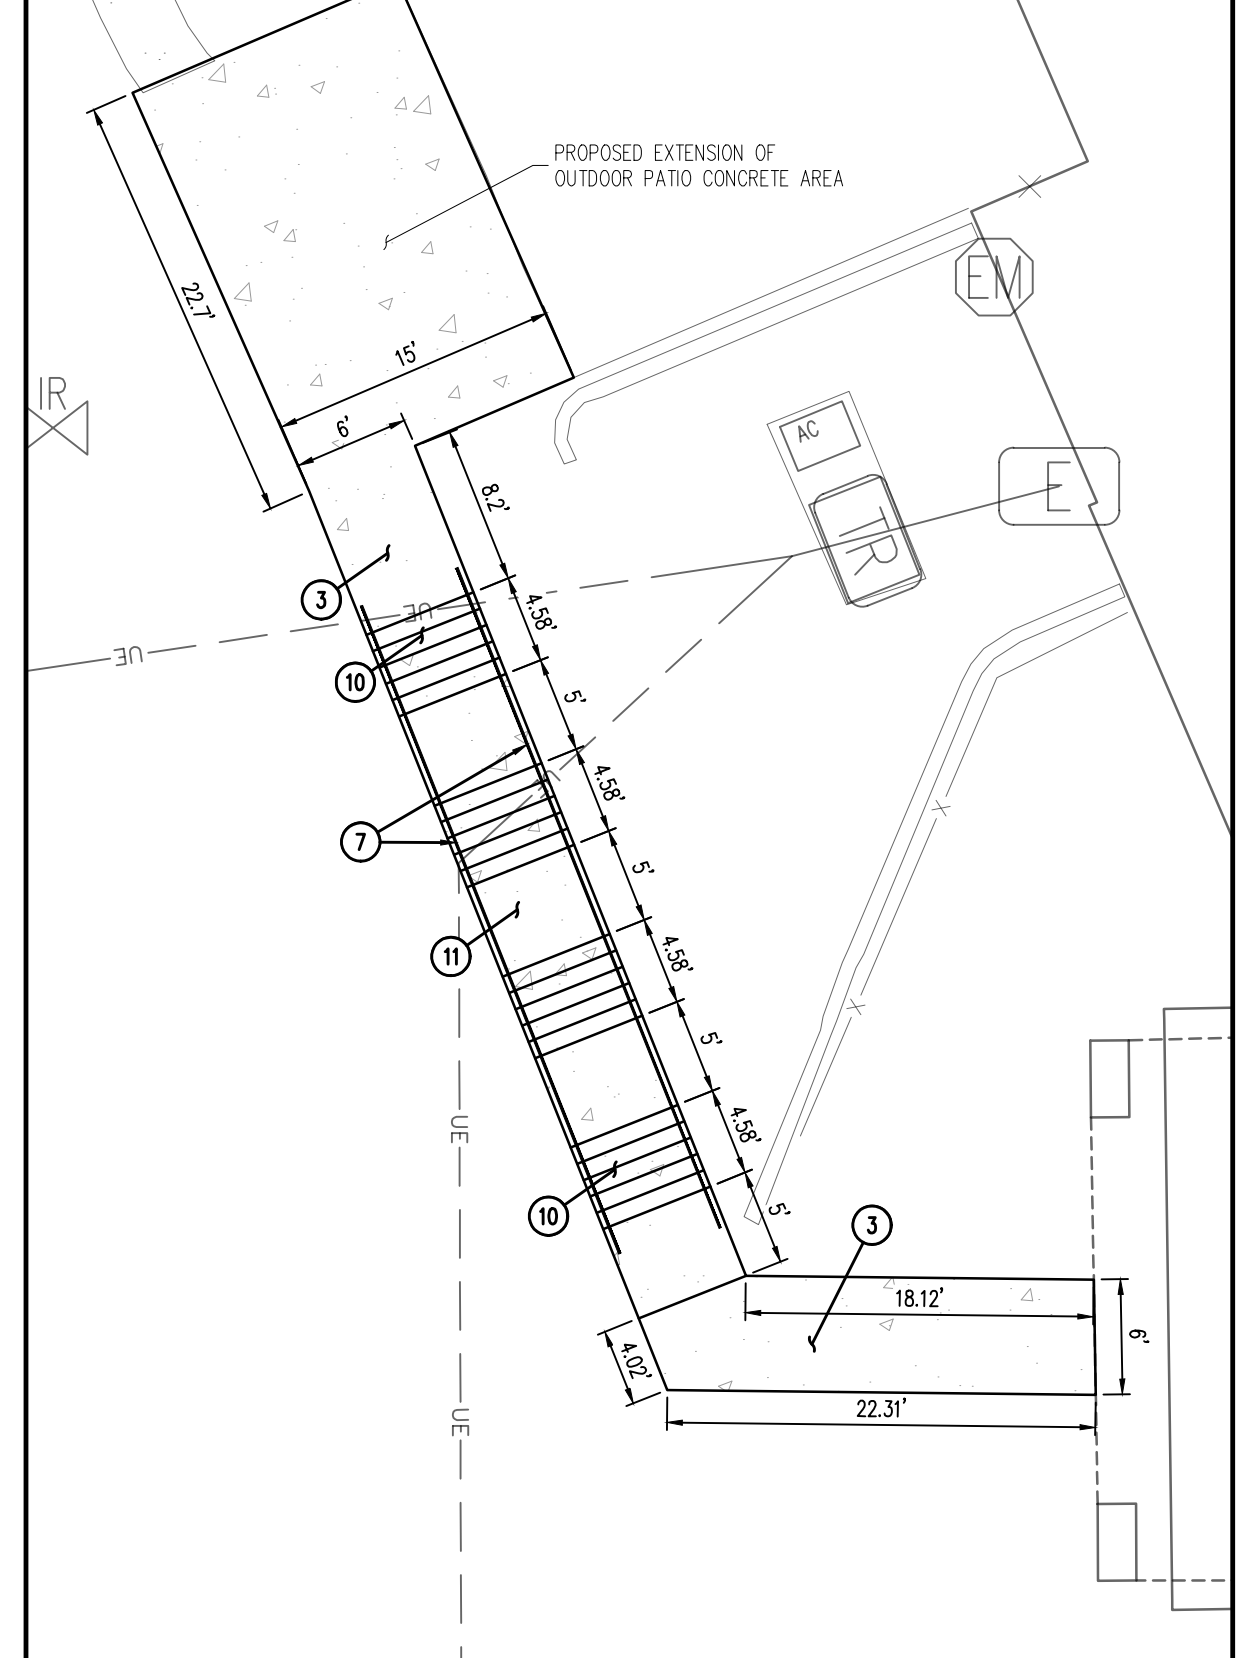 PROPOSED EXTENSION OF
OUTDOOR PATIO CONCRETE AREA
22.7'
15'
6'
IR
EM
AC
TR
E
8.2'
3
UE
UE
4.58'
10
5'
7
UE
4.58'
5'
11
4.58'
5'
UE
4.58'
10
5'
3
18.12'
6'
4.02'
22.31'
UE
X
X
X